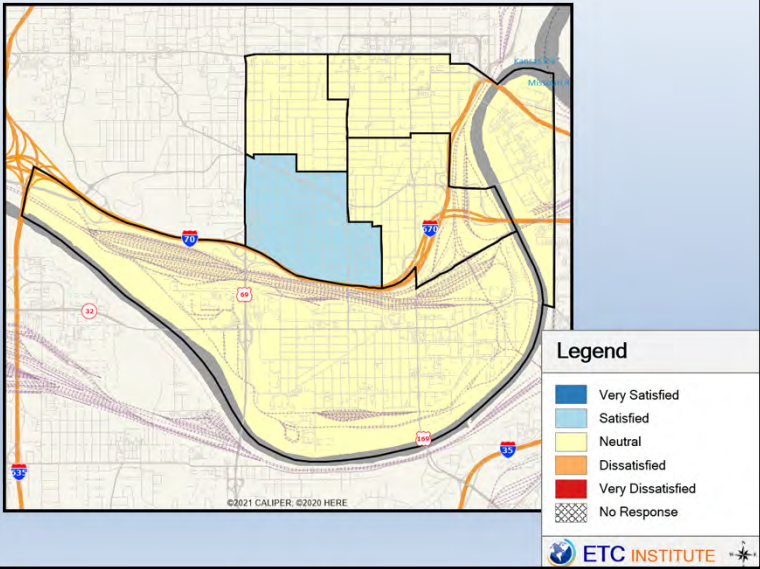 Kansas
Missouri
70
670
69
32
169
35
635
©2021 CALIPER; ©2020 HERE
Legend
Very Satisfied
Satisfied
Neutral
Dissatisfied
Very Dissatisfied
No Response
ETC INSTITUTE
N
W
E
S